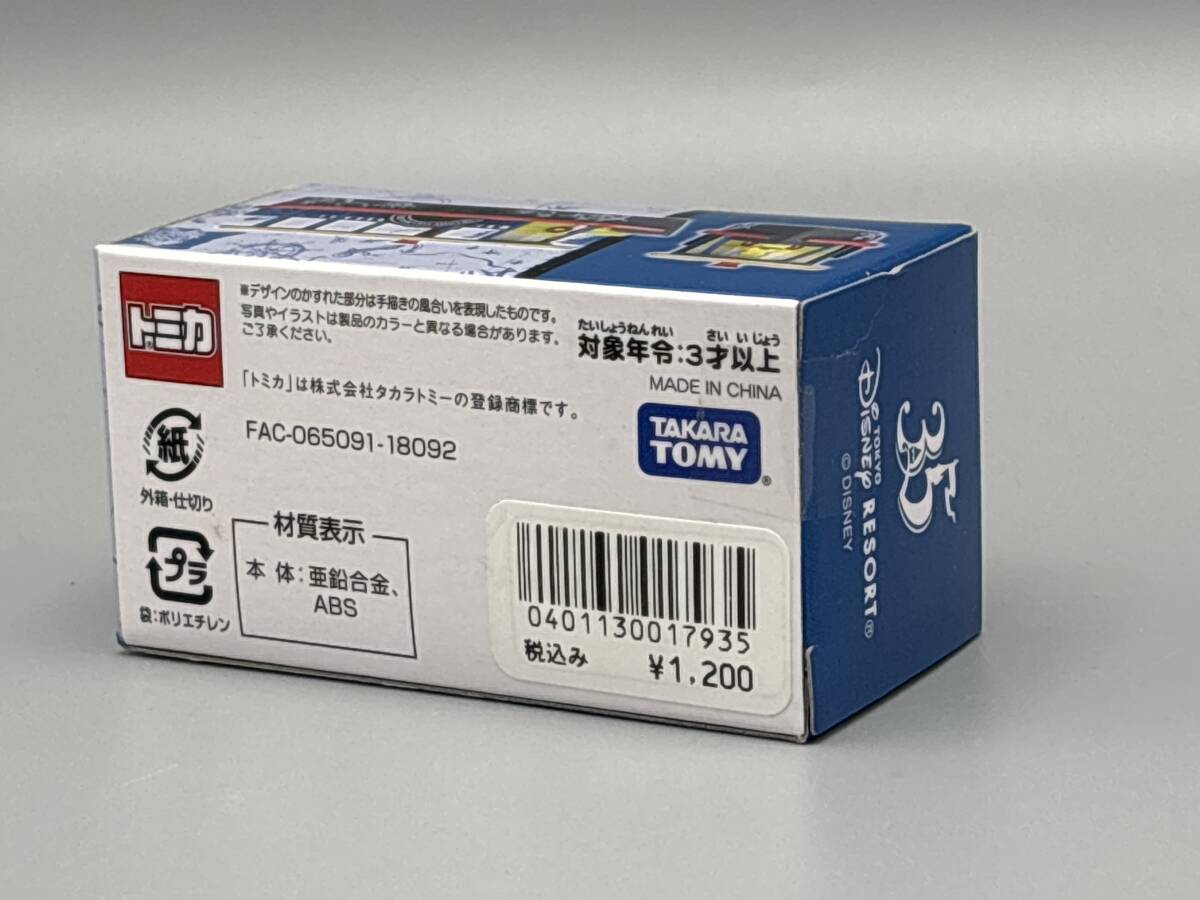 トミカ®
※デザインのかすれた部分は手描きの風合いを表現したものです。
写真やイラストは製品のカラーと異なる場合があります。
ご了承ください。
たいしょうねんれい さいいじょう
対象年令:3才以上
MADE IN CHINA
「トミカ」は株式会社タカラトミーの登録商標です。
FAC-065091-18092
TAKARA
TOMY®
紙
外箱・仕切り
プラ
袋:ポリエチレン
材質表示
本 体:亜鉛合金、
ABS
0401130017935
税込み ¥1,200
35
TOKYO
DISNEY RESORT®
© DISNEY